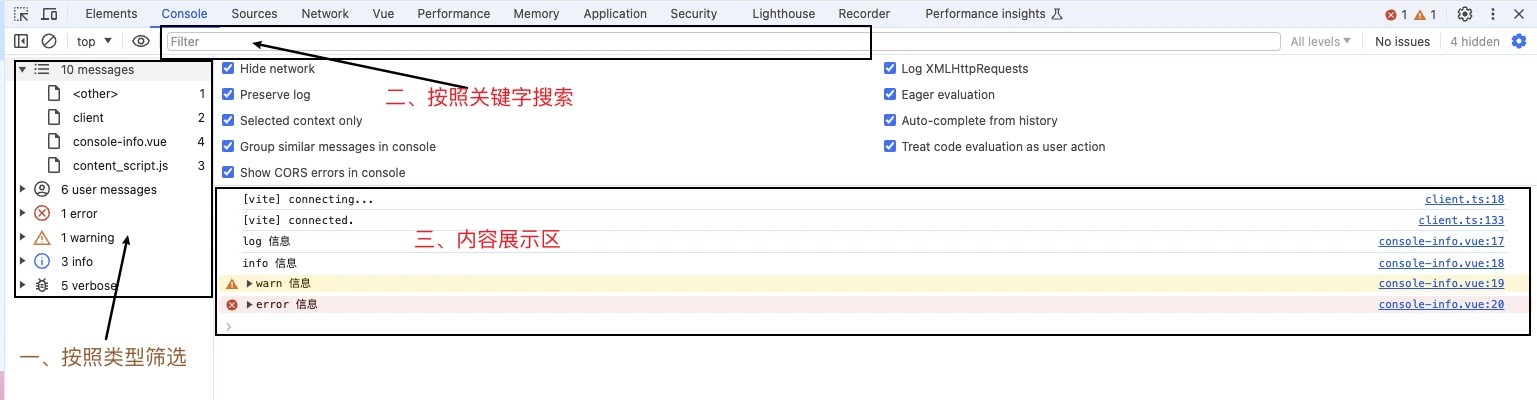 Elements Console Sources Network Vue Performance Memory Application Security Lighthouse Recorder Performance insights 1 1
top Filter All levels No issues 4 hidden
10 messages
<other> 1
client 2
console-info.vue 4
content_script.js 3
6 user messages
1 error
1 warning
3 info
5 verbose
一、按照类型筛选
Hide network Log XMLHttpRequests
Preserve log Eager evaluation
二、按照关键字搜索
Selected context only Auto-complete from history
Group similar messages in console Treat code evaluation as user action
Show CORS errors in console
[vite] connecting... client.ts:18
[vite] connected. client.ts:133
log 信息 console-info.vue:17
三、内容展示区
info 信息 console-info.vue:18
warn 信息 console-info.vue:19
error 信息 console-info.vue:20